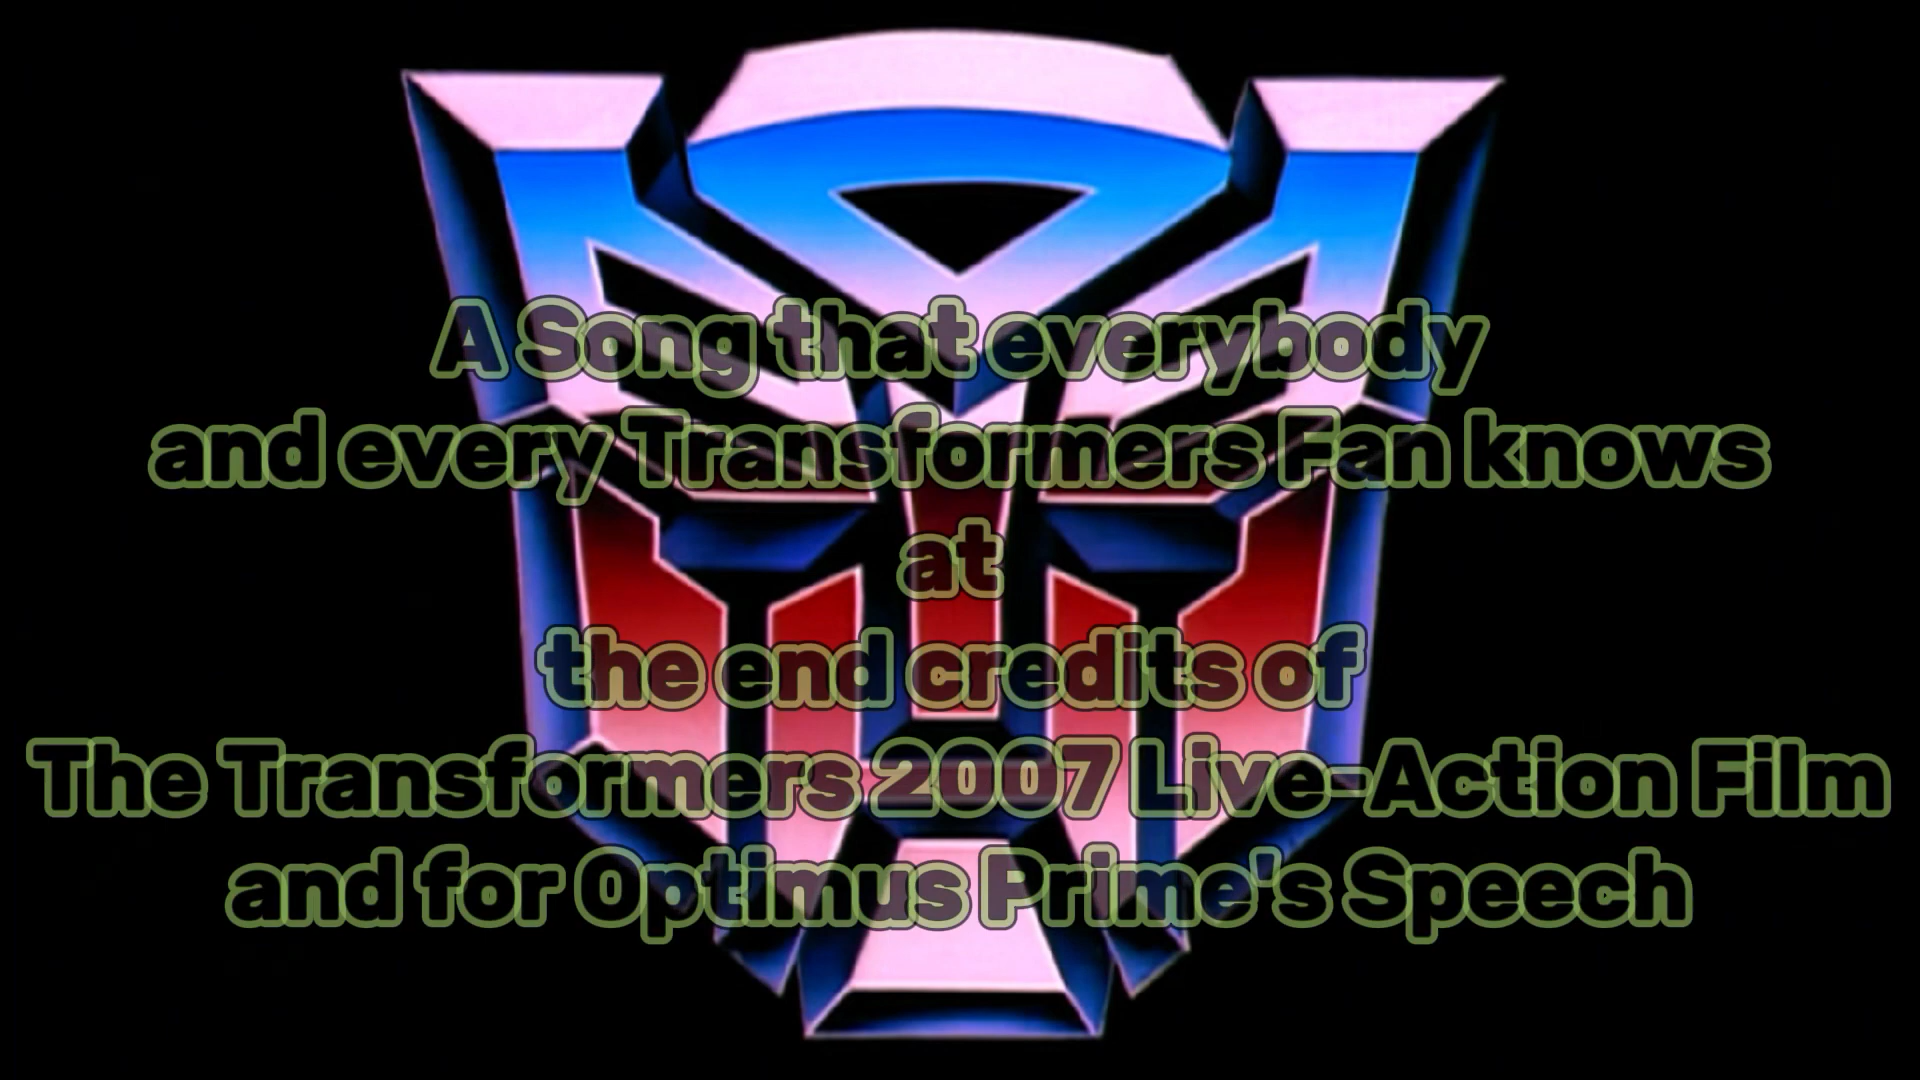 A Song that everybody
and every Transformers Fan knows
at
the end credits of
The Transformers 2007 Live-Action Film
and for Optimus Prime's Speech